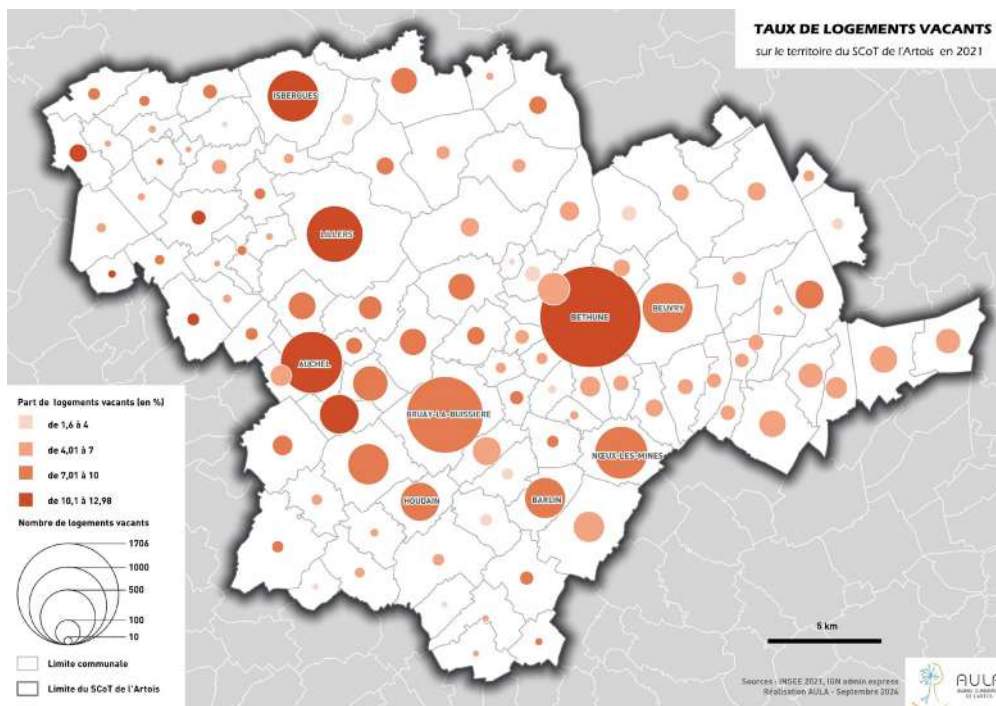 TAUX DE LOGEMENTS VACANTS
sur le territoire du SCoT de l'Artois en 2021
ISBERGUES
LILLERS
BETHUNE
BEUVRY
AUCHEL
BRUAY-LA-BUISSIERE
NŒUX-LES-MINES
HOUDAIN
BARLIN
Part de logements vacants (en %)
de 1,6 à 4
de 4,01 à 7
de 7,01 à 10
de 10,1 à 12,98
Nombre de logements vacants
1706
1000
500
100
10
Limite communale
Limite du SCoT de l'Artois
5 km
Sources : INSEE 2021, IGN admin express
Réalisation AULA - Septembre 2024
AULA